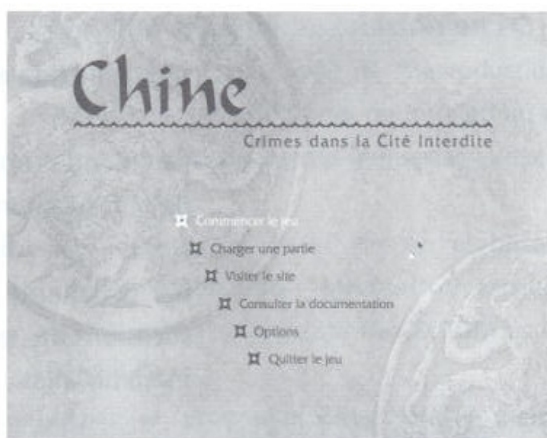 Chine
Crimes dans la Cité Interdite
Commencer le jeu
Charger une partie
Visiter le site
Consulter la documentation
Options
Quitter le jeu